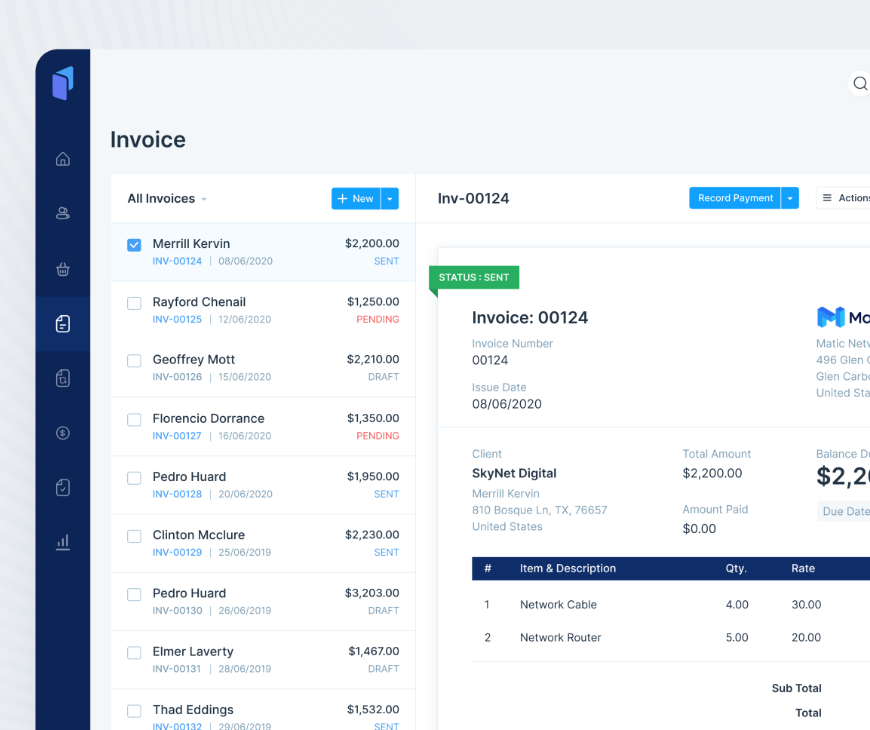 Invoice
All Invoices
+ New
Merrill Kervin $2,200.00
INV-00124 | 08/06/2020 SENT
Rayford Chenail $1,250.00
INV-00125 | 12/06/2020 PENDING
Geoffrey Mott $2,210.00
INV-00126 | 15/06/2020 DRAFT
Florencio Dorrance $1,350.00
INV-00127 | 16/06/2020 PENDING
Pedro Huard $1,950.00
INV-00128 | 20/06/2020 SENT
Clinton Mcclure $2,230.00
INV-00129 | 25/06/2019 SENT
Pedro Huard $3,203.00
INV-00130 | 26/06/2019 DRAFT
Elmer Laverty $1,467.00
INV-00131 | 28/06/2019 DRAFT
Thad Eddings $1,532.00
INV-00132 | 29/06/2019 SENT
Inv-00124
Record Payment
Actions
STATUS : SENT
Invoice: 00124
Invoice Number
00124
Issue Date
08/06/2020
Matic
496 Glen
Glen
United
Client
SkyNet Digital
Merrill Kervin
810 Bosque Ln, TX, 76657
United States
Total Amount
$2,200.00
Amount Paid
$0.00
Balance
$2,2
Due Date
# Item & Description Qty. Rate
1 Network Cable 4.00 30.00
2 Network Router 5.00 20.00
Sub Total
Total